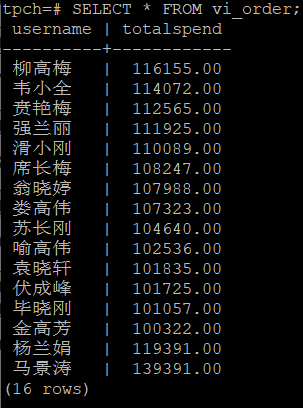 tpch=# SELECT * FROM vi_order;
username | totalspend
----------+------------
柳高梅 | 116155.00
韦小全 | 114072.00
贲艳梅 | 112565.00
强兰丽 | 111925.00
滑小刚 | 110089.00
席长梅 | 108247.00
翁晓婷 | 107988.00
娄高伟 | 107323.00
苏长刚 | 104640.00
喻高伟 | 102536.00
袁晓轩 | 101835.00
伏成峰 | 101725.00
毕晓刚 | 101057.00
金高芳 | 100322.00
杨兰娟 | 119391.00
马景涛 | 139391.00
(16 rows)